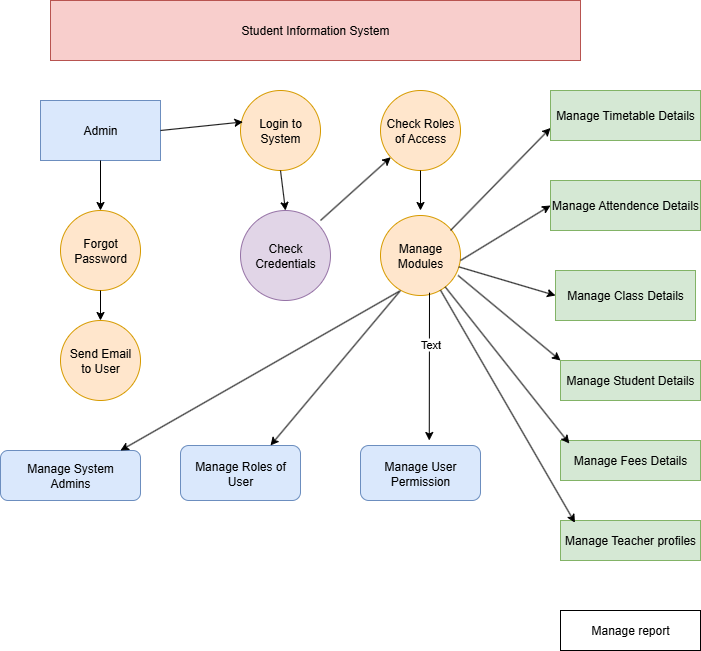 Student Information System
Admin
Login to
System
Check Roles
of Access
Manage Timetable Details
Manage Attendence Details
Forgot
Password
Check
Credentials
Manage
Modules
Manage Class Details
Send Email
to User
Text
Manage Student Details
Manage System
Admins
Manage Roles of
User
Manage User
Permission
Manage Fees Details
Manage Teacher profiles
Manage report